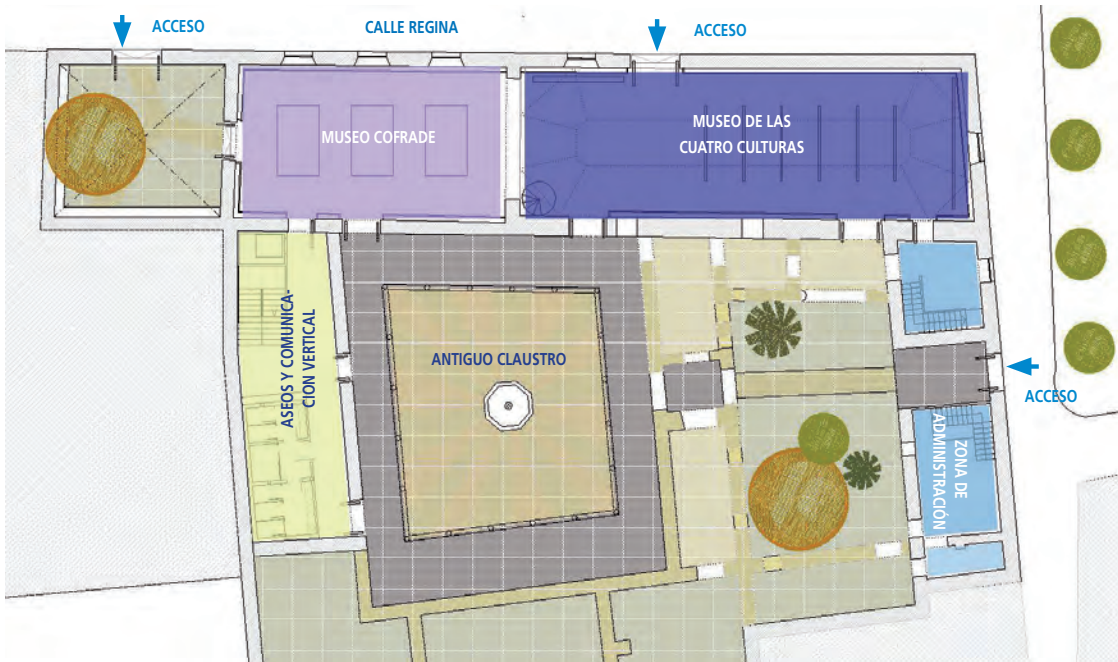 ACCESO
CALLE REGINA
ACCESO
MUSEO COFRADE
MUSEO DE LAS
CUATRO CULTURAS
ASEOS Y COMUNICA-
CION VERTICAL
ANTIGUO CLAUSTRO
ACCESO
ZONA DE
ADMINISTRACIÓN